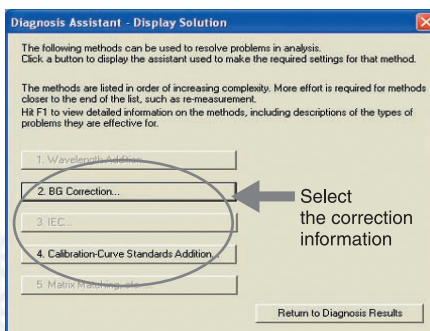 Diagnosis Assistant - Display Solution
The following methods can be used to resolve problems in analysis.
Click a button to display the assistant used to make the required settings for that method.
The methods are listed in order of increasing complexity. More effort is required for methods
closer to the end of the list, such as re-measurement.
Hit F1 to view detailed information on the methods, including descriptions of the types of
problems they are effective for.
1. Wavelength Addition...
2. BG Correction...
Select
the correction
information
3. IEC...
4. Calibration-Curve Standards Addition...
5. Matrix Matching, etc...
Return to Diagnosis Results